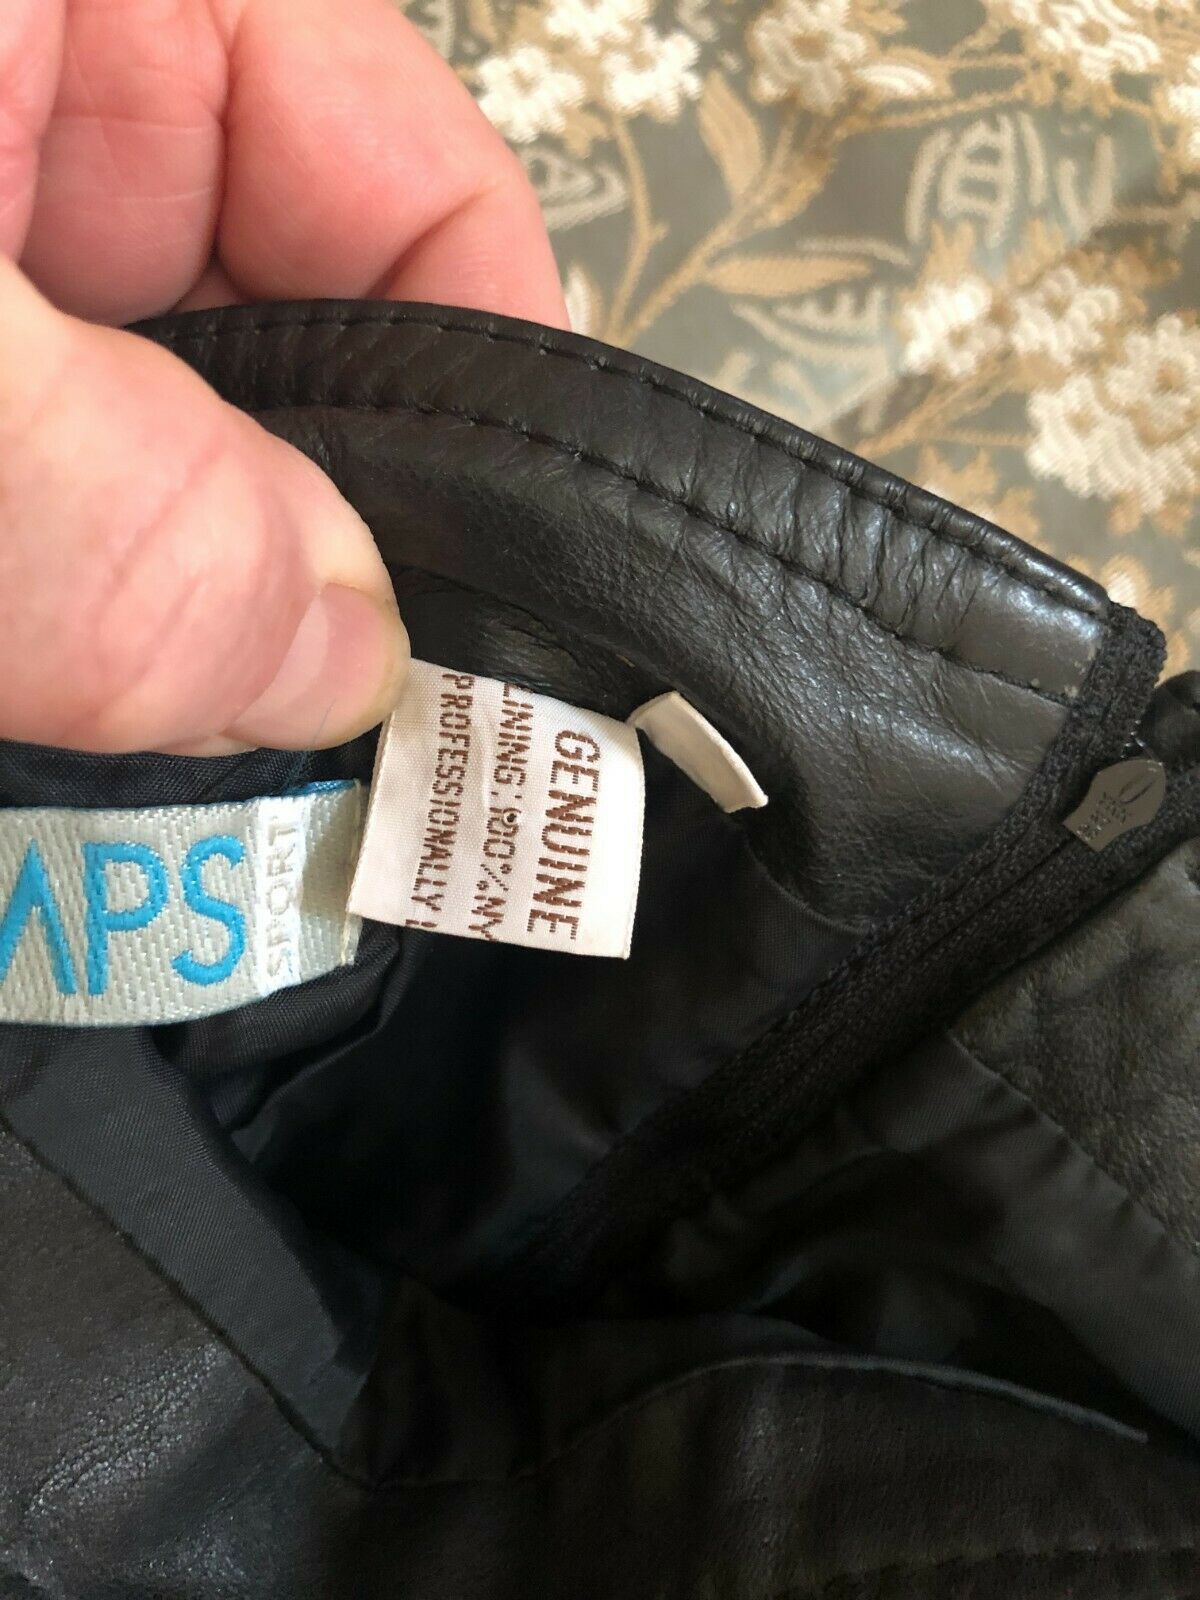 GENUINE
LINING: 100% NY
PROFESSIONALLY
APS
SPORT